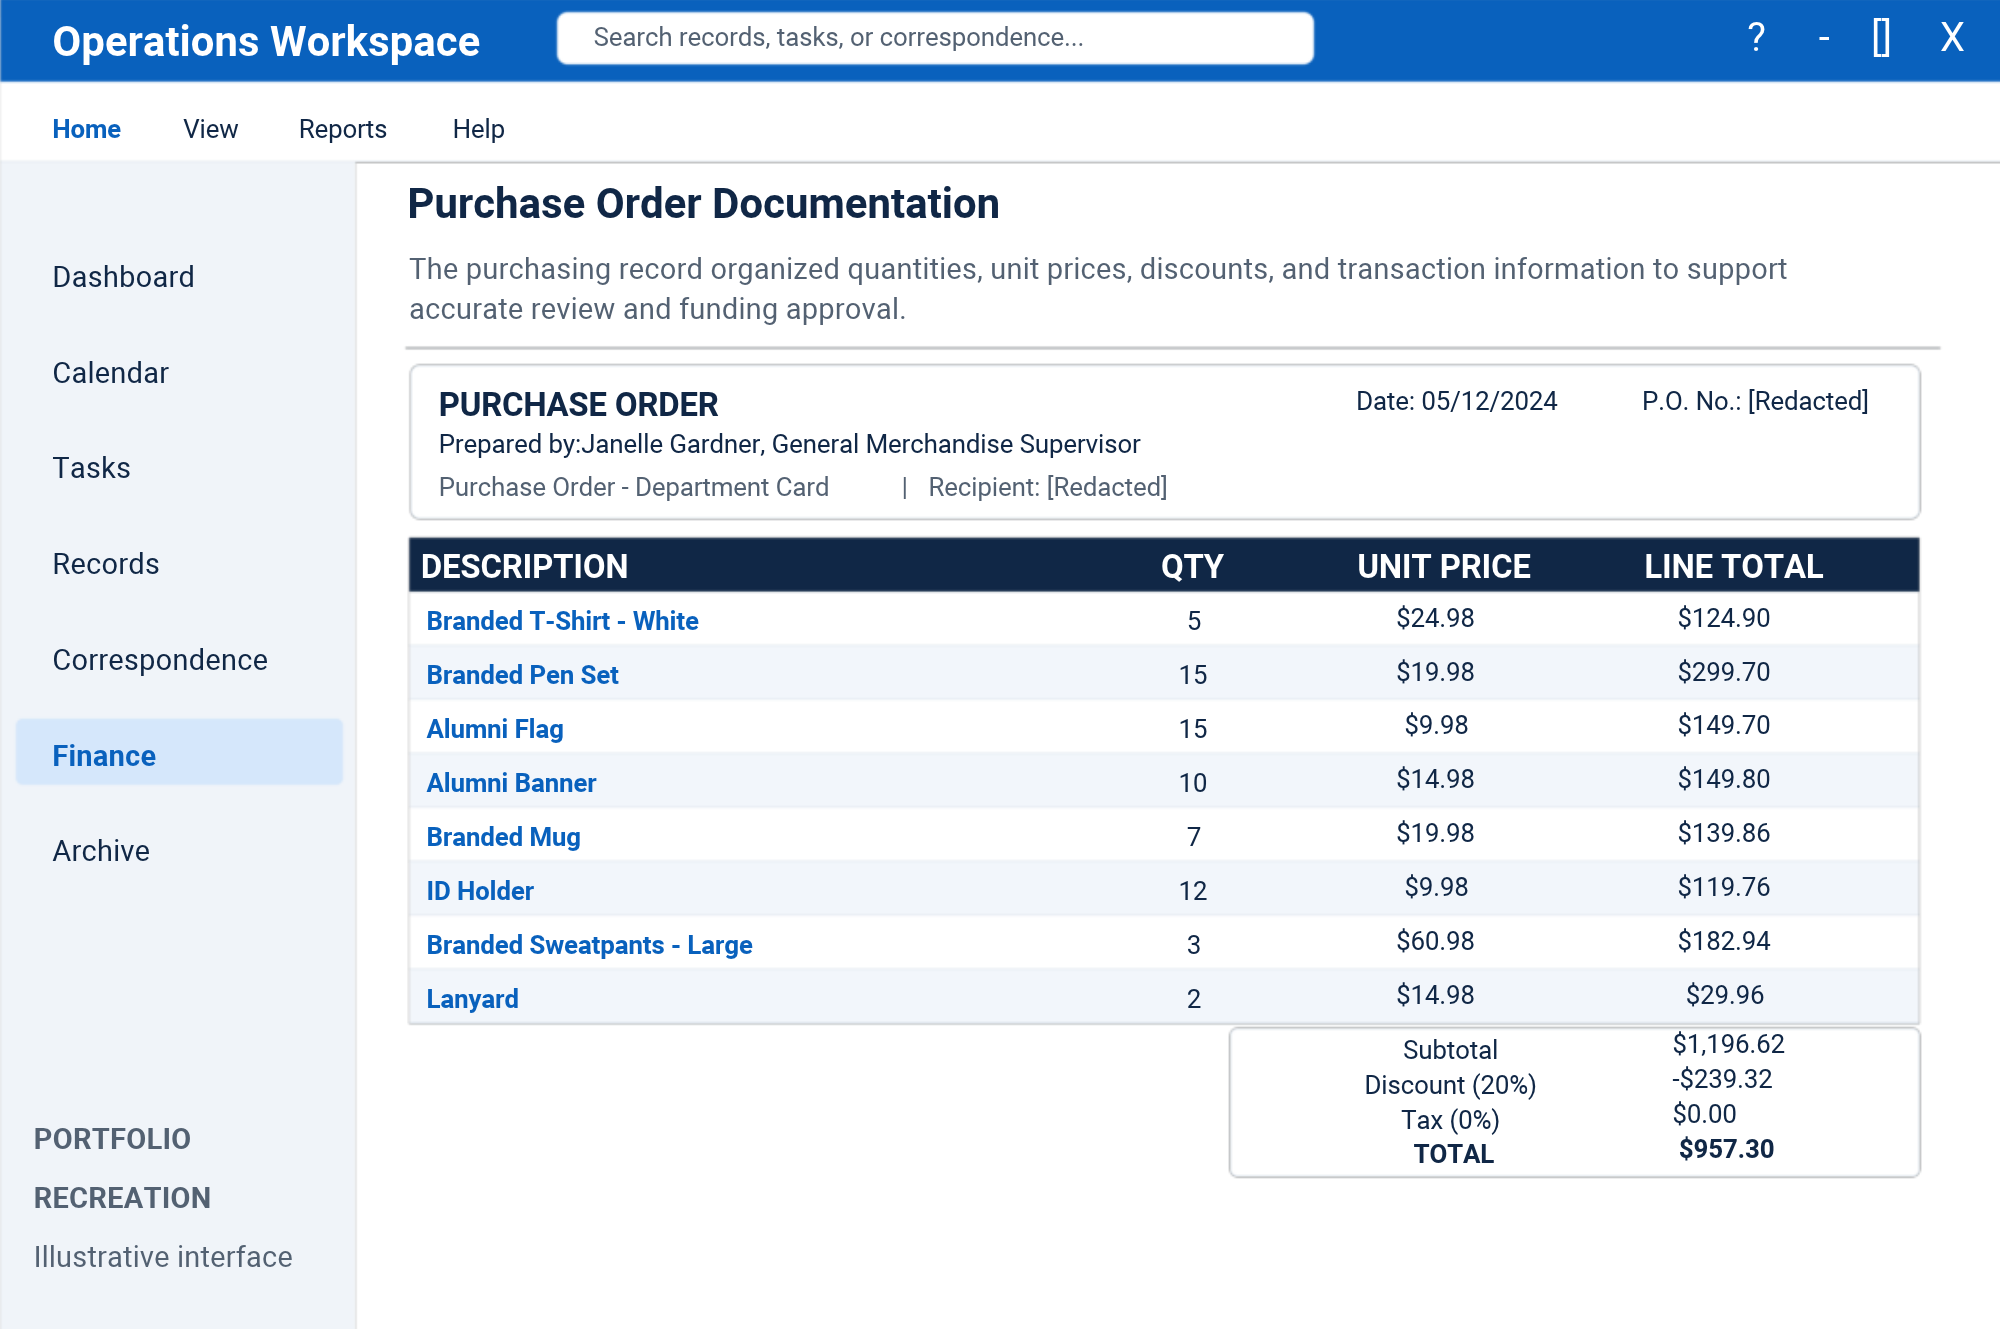 Operations Workspace
Search records, tasks, or correspondence...
? - [] X
Home View Reports Help
Dashboard
Calendar
Tasks
Records
Correspondence
Finance
Archive
PORTFOLIO
RECREATION
Illustrative interface
Purchase Order Documentation
The purchasing record organized quantities, unit prices, discounts, and transaction information to support
accurate review and funding approval.
PURCHASE ORDER
Date: 05/12/2024 P.O. No.: [Redacted]
Prepared by:Janelle Gardner, General Merchandise Supervisor
Purchase Order - Department Card | Recipient: [Redacted]
DESCRIPTION QTY UNIT PRICE LINE TOTAL
Branded T-Shirt - White 5 $24.98 $124.90
Branded Pen Set 15 $19.98 $299.70
Alumni Flag 15 $9.98 $149.70
Alumni Banner 10 $14.98 $149.80
Branded Mug 7 $19.98 $139.86
ID Holder 12 $9.98 $119.76
Branded Sweatpants - Large 3 $60.98 $182.94
Lanyard 2 $14.98 $29.96
Subtotal $1,196.62
Discount (20%) -$239.32
Tax (0%) $0.00
TOTAL $957.30